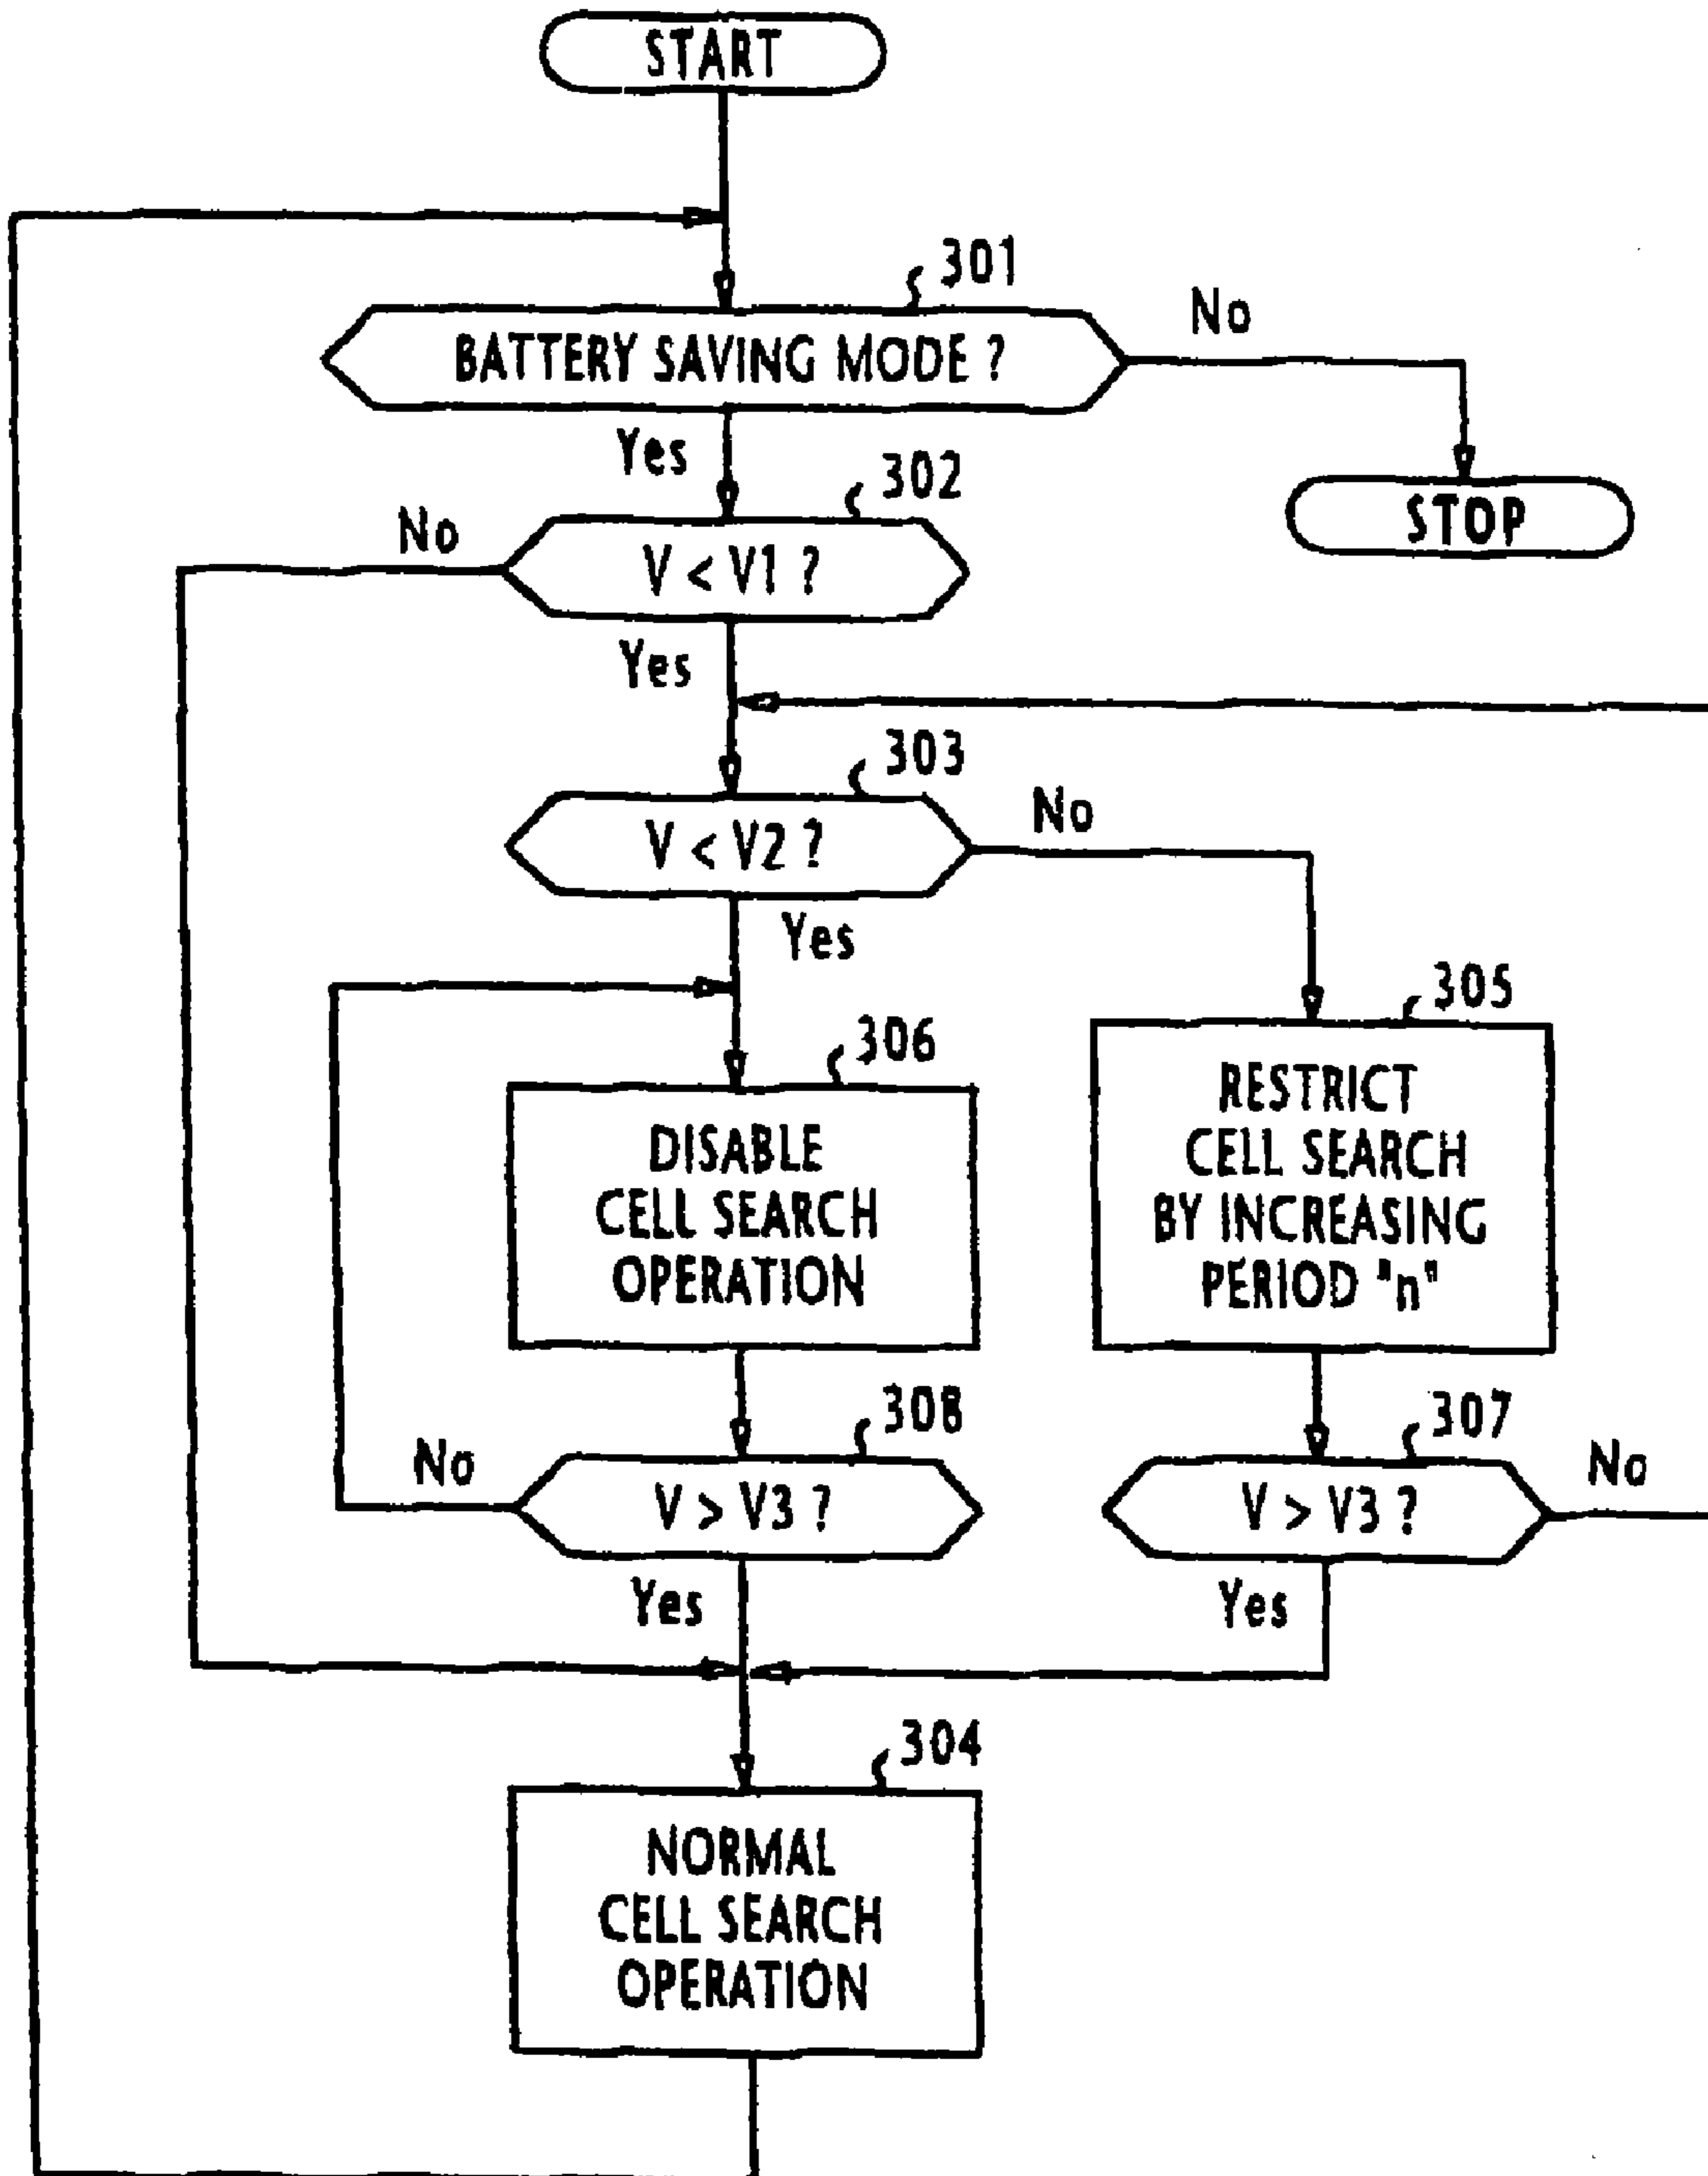 START
301
No
BATTERY SAVING MODE ?
Yes
302
No
STOP
V < V1 ?
Yes
303
No
V < V2 ?
Yes
305
306
RESTRICT
CELL SEARCH
BY INCREASING
PERIOD "n"
DISABLE
CELL SEARCH
OPERATION
308
307
No
No
V > V3 ?
V > V3 ?
Yes
Yes
304
NORMAL
CELL SEARCH
OPERATION